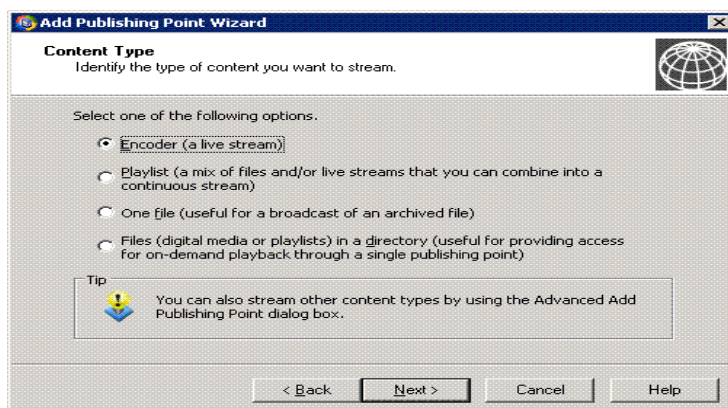 Add Publishing Point Wizard
Content Type
Identify the type of content you want to stream.
Select one of the following options.
Encoder (a live stream)
Playlist (a mix of files and/or live streams that you can combine into a
continuous stream)
One file (useful for a broadcast of an archived file)
Files (digital media or playlists) in a directory (useful for providing access
for on-demand playback through a single publishing point)
Tip
You can also stream other content types by using the Advanced Add
Publishing Point dialog box.
< Back
Next >
Cancel
Help